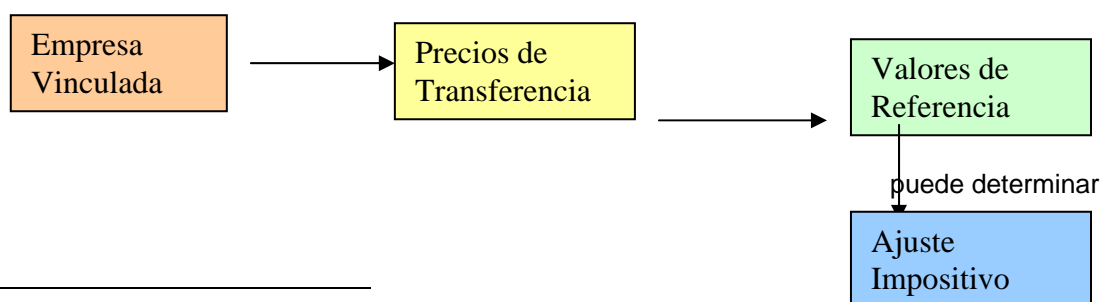 Empresa
Vinculada
Precios de
Transferencia
Valores de
Referencia
puede determinar
Ajuste
Impositivo